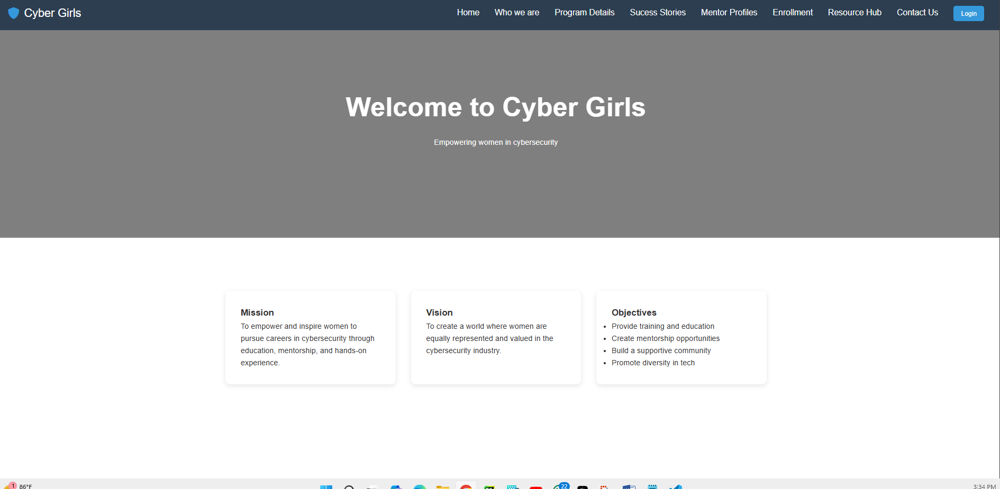 Cyber Girls
Home Who we are Program Details Sucess Stories Mentor Profiles Enrollment Resource Hub Contact Us Login
Welcome to Cyber Girls
Empowering women in cybersecurity
Mission
To empower and inspire women to
pursue careers in cybersecurity through
education, mentorship, and hands-on
experience.
Vision
To create a world where women are
equally represented and valued in the
cybersecurity industry.
Objectives
• Provide training and education
• Create mentorship opportunities
• Build a supportive community
• Promote diversity in tech
1 86°F
22
3:34 PM